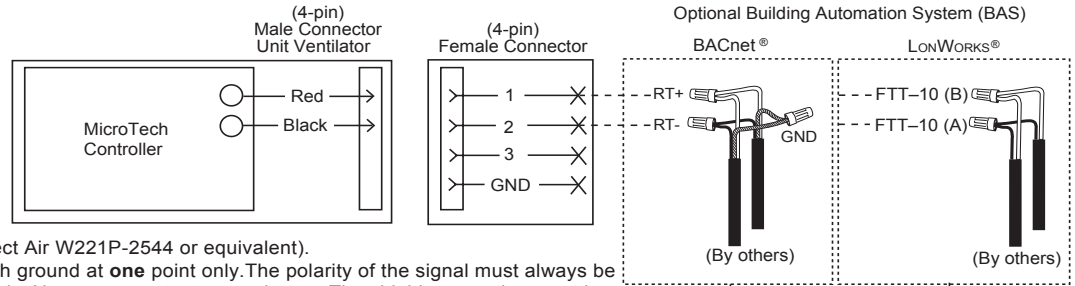 (4-pin)
Male Connector
Unit Ventilator
(4-pin)
Female Connector
Optional Building Automation System (BAS)
BACnet ®
LONWORKS®
MicroTech
Controller
Red
Black
1
2
3
GND
RT+
RT-
GND
FTT–10 (B)
FTT–10 (A)
(By others)
(By others)
ect Air W221P-2544 or equivalent).
h ground at one point only.The polarity of the signal must always be